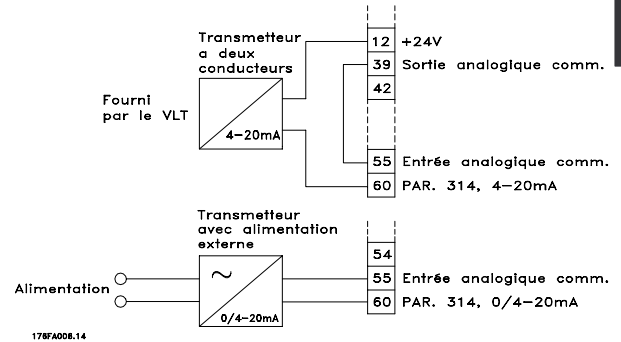 Transmetteur
a deux
conducteurs
Fourni
par le VLT
4-20mA
12 +24V
39 Sortie analogique comm.
42
55 Entrée analogique comm.
60 PAR. 314, 4-20mA
Transmetteur
avec alimentation
externe
Alimentation
~
0/4-20mA
54
55 Entrée analogique comm.
60 PAR. 314, 0/4-20mA
176FA008.14